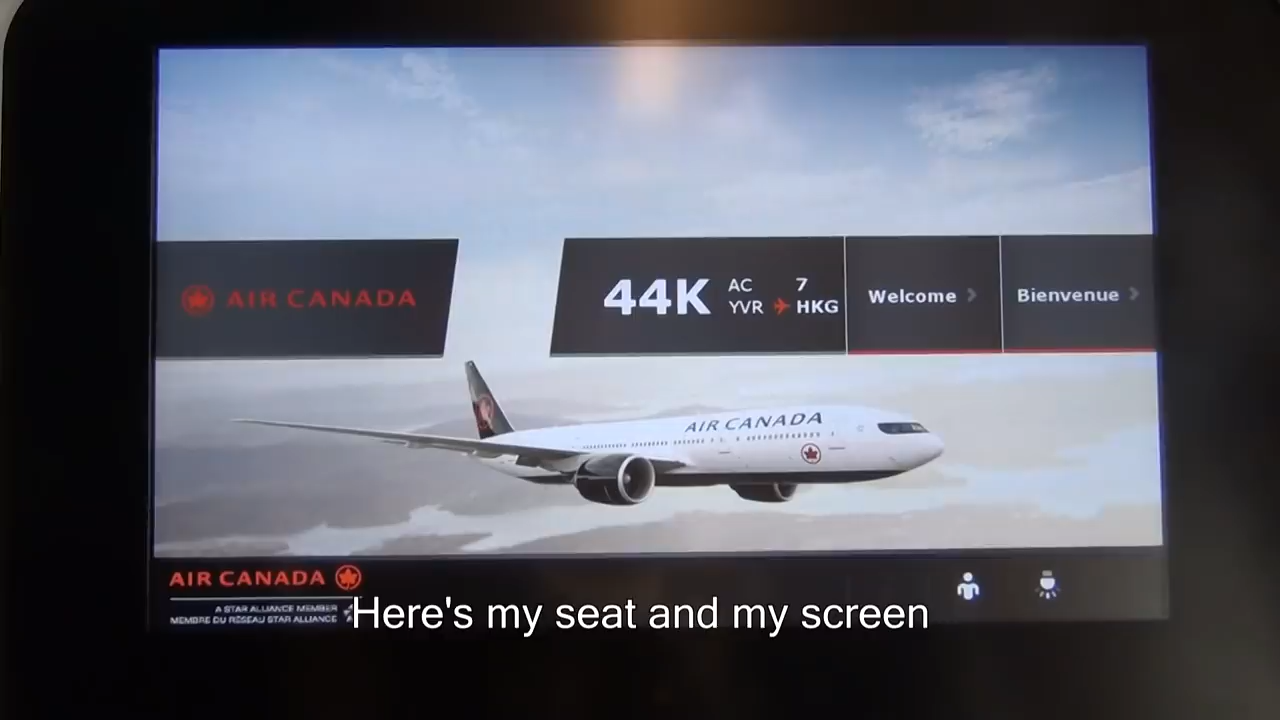 AIR CANADA
44K
AC 7
YVR HKG
Welcome
Bienvenue
AIR CANADA
AIR CANADA
A STAR ALLIANCE MEMBER
MEMBRE DU RÉSEAU STAR ALLIANCE
Here's my seat and my screen